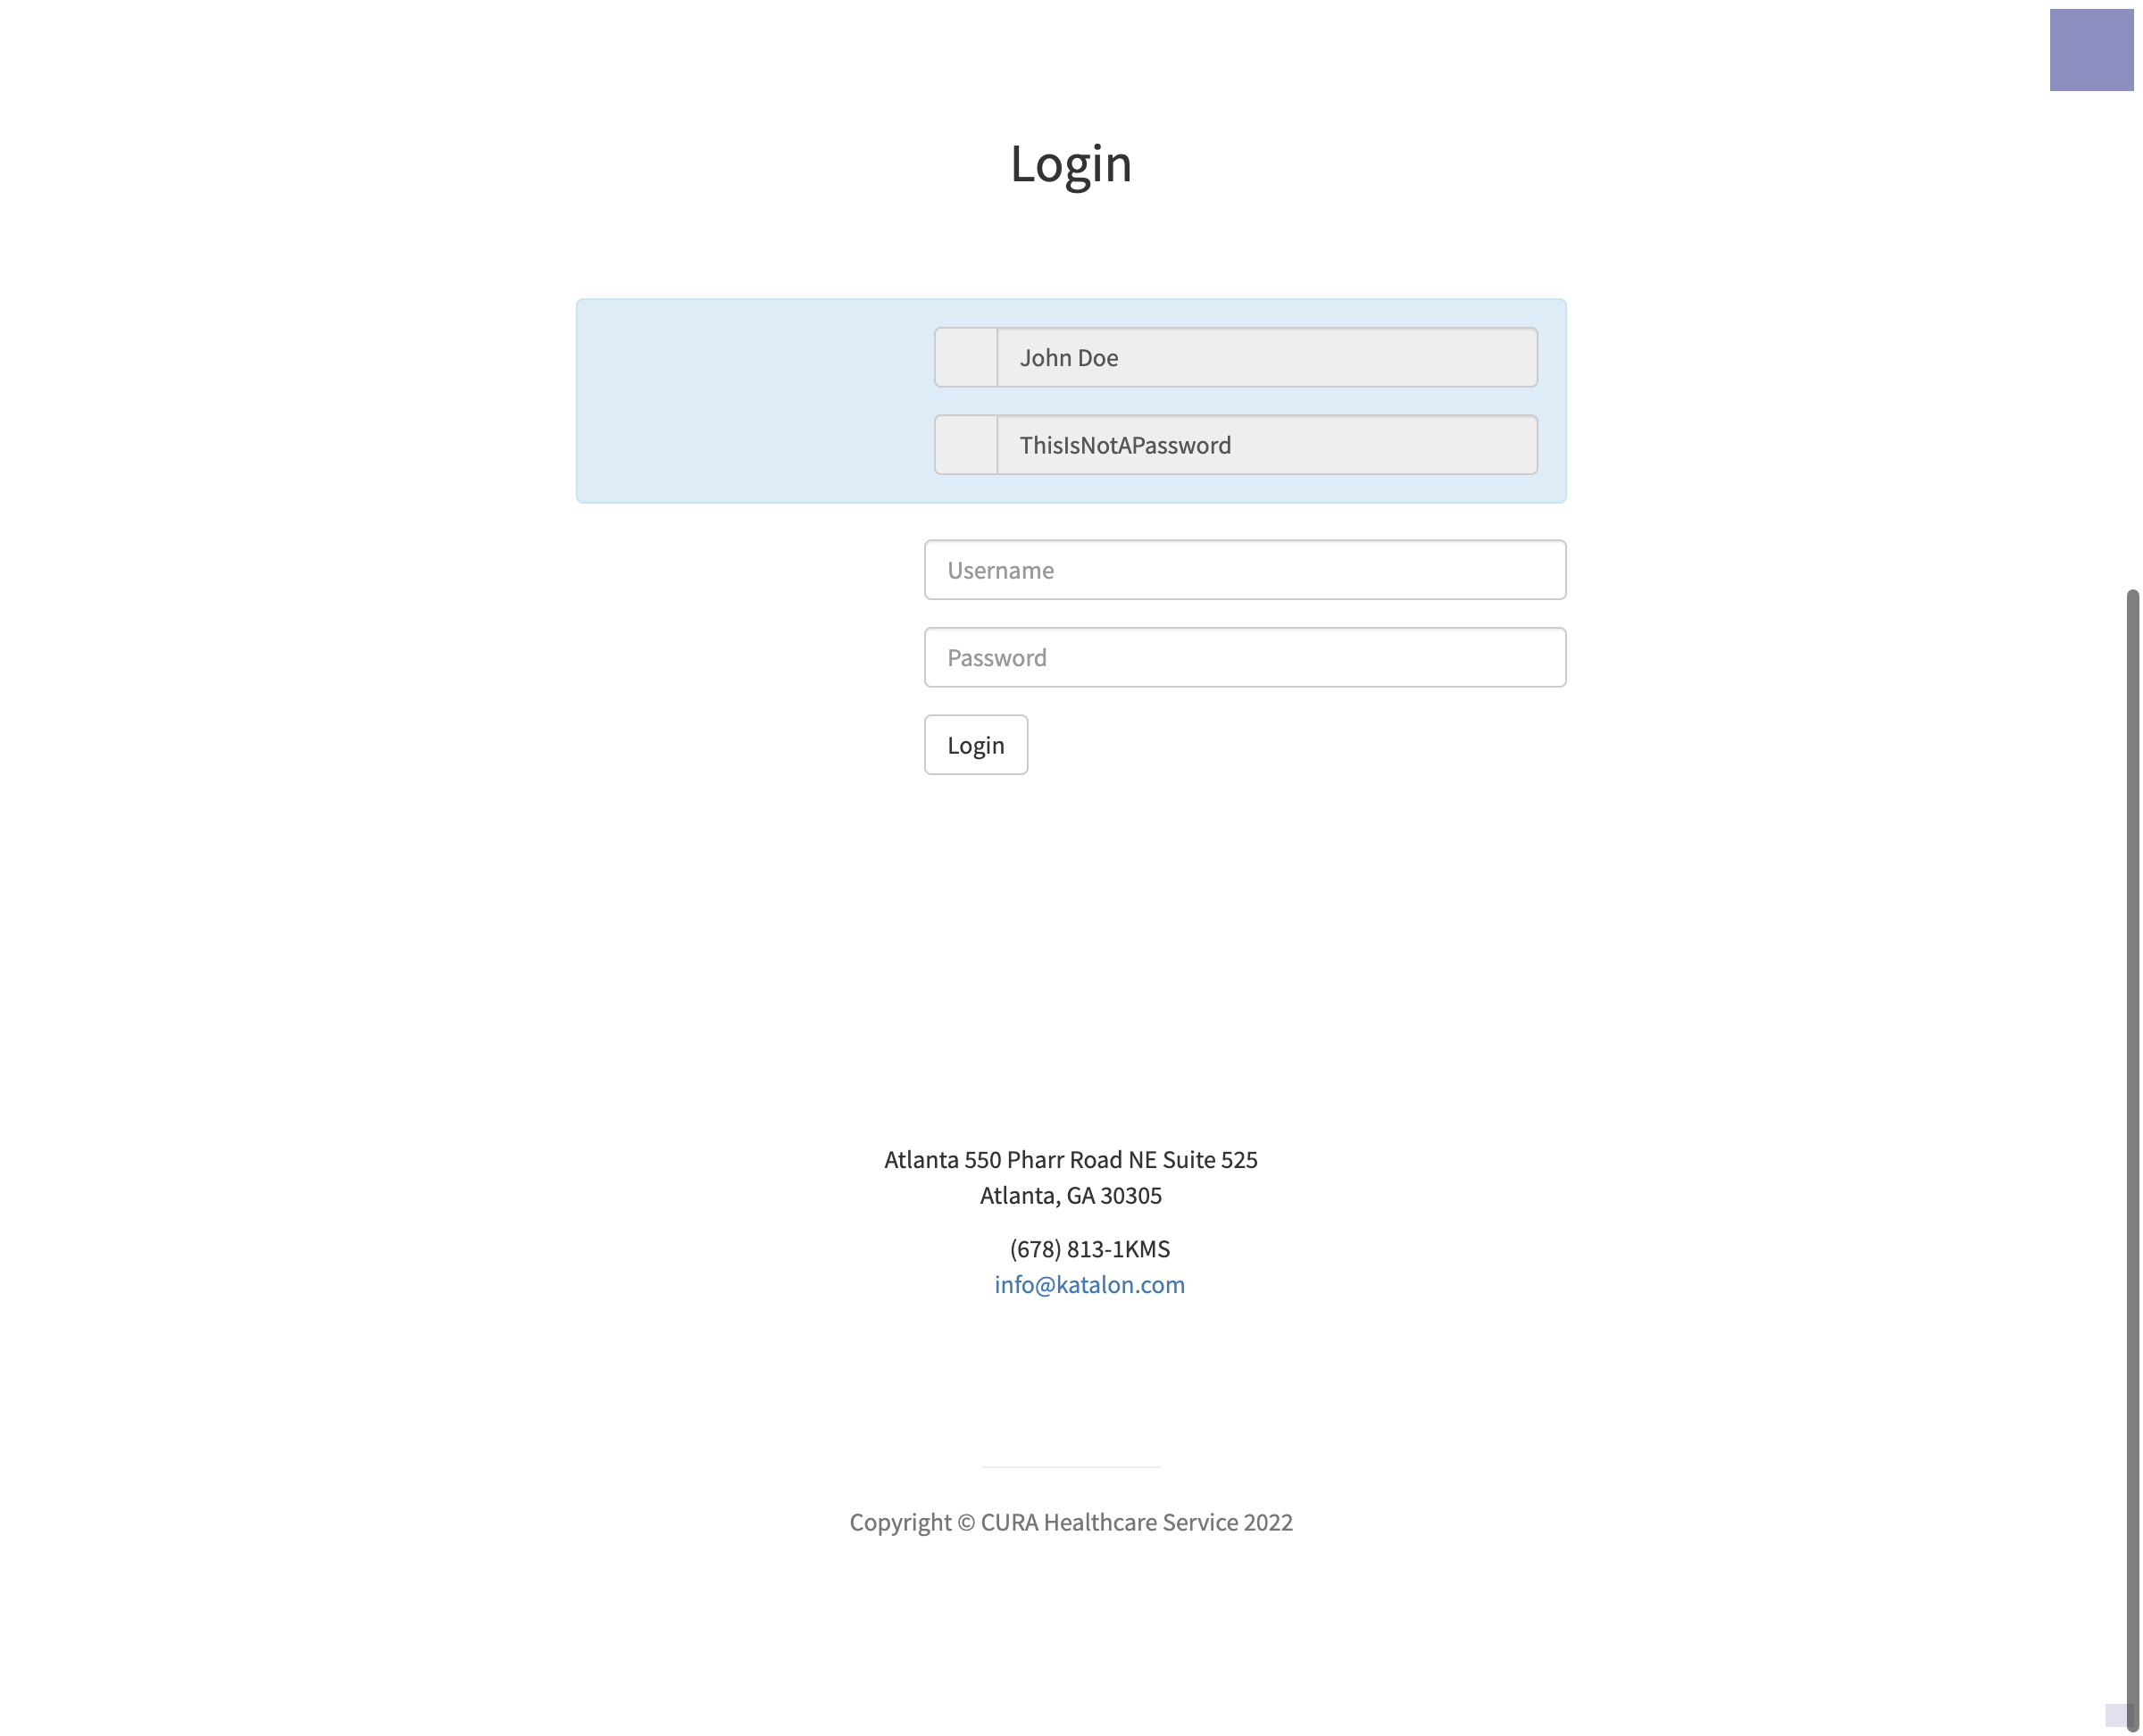 Login
John Doe
ThisIsNotAPassword
Username
Password
Login
Atlanta 550 Pharr Road NE Suite 525
Atlanta, GA 30305
(678) 813-1KMS
info@katalon.com
Copyright © CURA Healthcare Service 2022